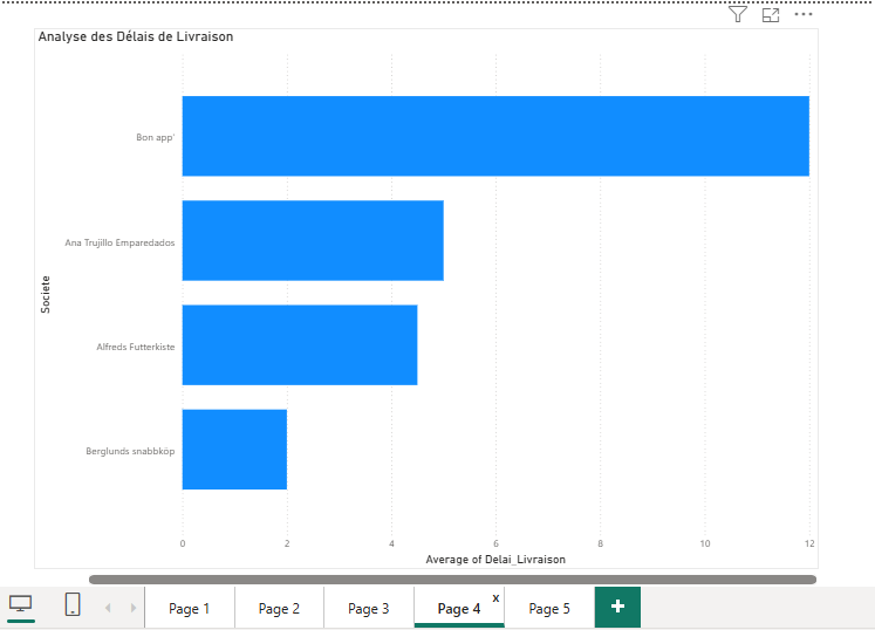 Analyse des Délais de Livraison
Bon app'
Ana Trujillo Emparedados
Alfreds Futterkiste
Berglunds snabbköp
Societe
0 2 4 6 8 10 12
Average of Delai_Livraison
Page 1 Page 2 Page 3 Page 4 x Page 5 +